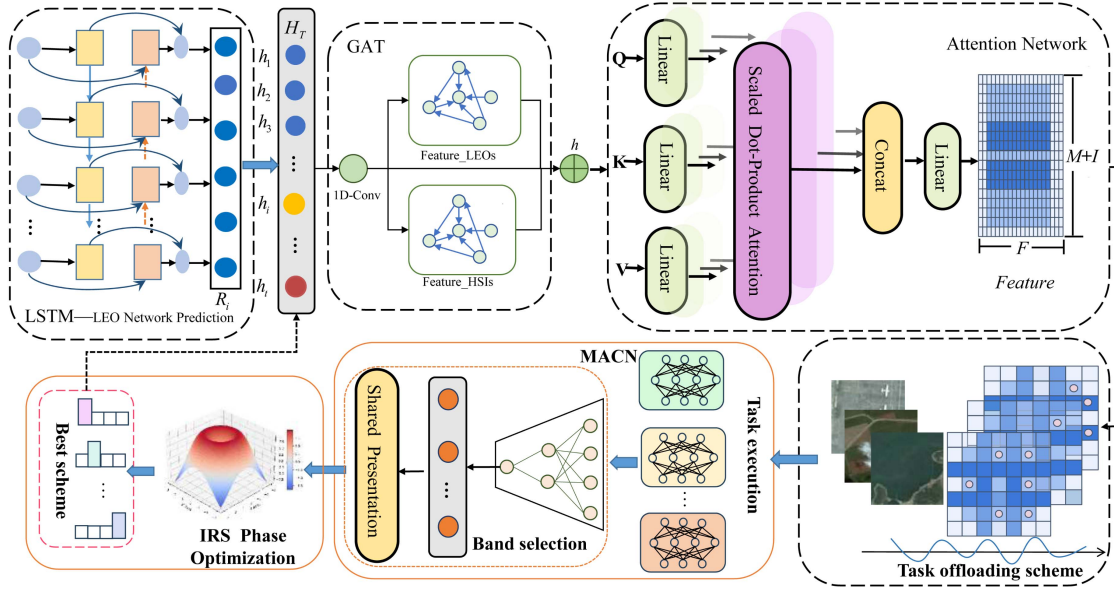 R_i
LSTM—LEO Network Prediction
H_T
h_1
h_2
h_3
...
h_i
...
h_t
GAT
1D-Conv
Feature_LEOs
Feature_HSIs
h
Q
K
V
Linear
Linear
Linear
Scaled Dot-Product Attention
Concat
Linear
Attention Network
M+I
F
Feature
Best scheme
...
IRS Phase
Optimization
Shared Presentation
Band selection
MACN
...
Task execution
Task offloading scheme